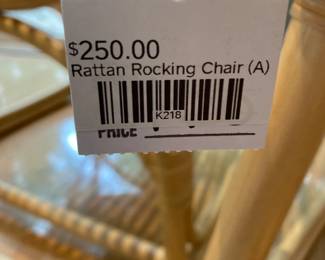 $250.00
Rattan Rocking Chair (A)
K218
PRICE